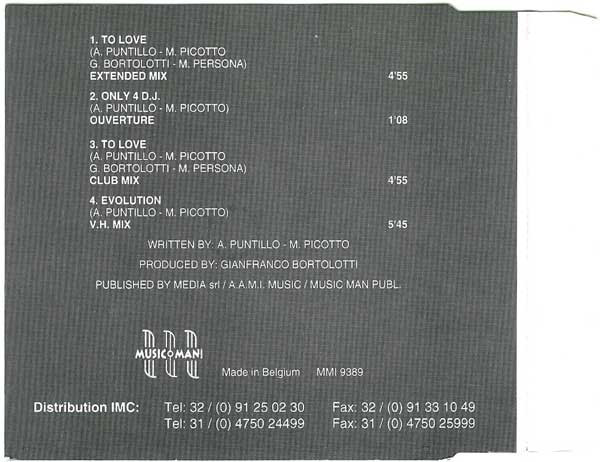 1. TO LOVE
(A. PUNTILLO - M. PICOTTO
G. BORTOLOTTI - M. PERSONA)
EXTENDED MIX 4'55
2. ONLY 4 D.J.
(A. PUNTILLO - M. PICOTTO)
OUVERTURE 1'08
3. TO LOVE
(A. PUNTILLO - M. PICOTTO
G. BORTOLOTTI - M. PERSONA)
CLUB MIX 4'55
4. EVOLUTION
(A. PUNTILLO - M. PICOTTO)
V.H. MIX 5'45
WRITTEN BY: A. PUNTILLO - M. PICOTTO
PRODUCED BY: GIANFRANCO BORTOLOTTI
PUBLISHED BY MEDIA srl / A.A.M.I. MUSIC / MUSIC MAN PUBL.
MUSIC MAN
Made in Belgium MMI 9389
Distribution IMC: Tel: 32 / (0) 91 25 02 30 Fax: 32 / (0) 91 33 10 49
Tel: 31 / (0) 4750 24499 Fax: 31 / (0) 4750 25999